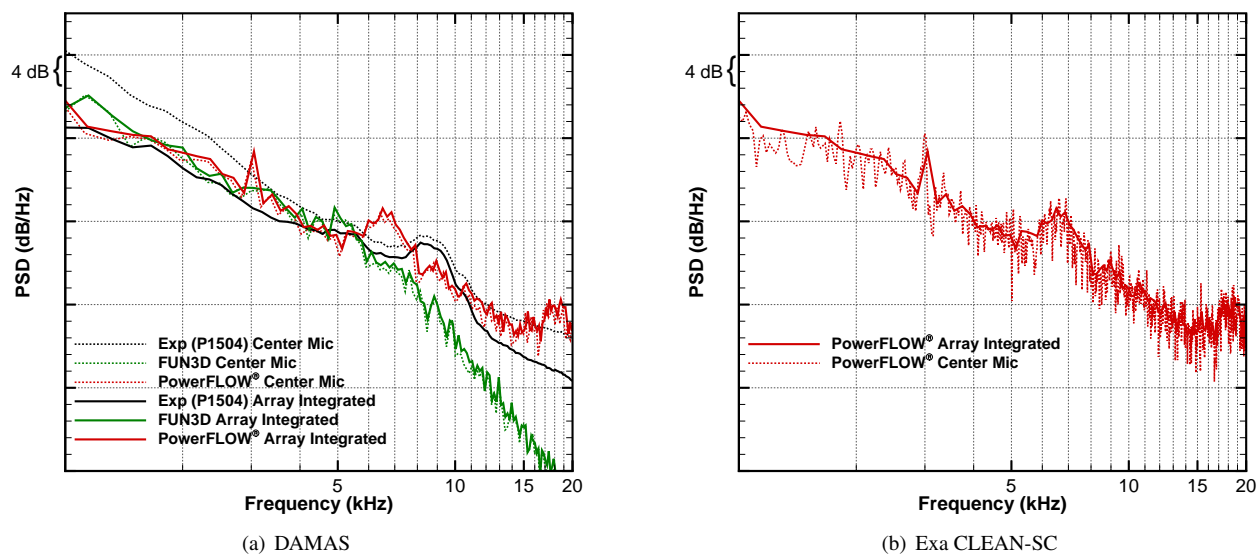 4 dB
PSD (dB/Hz)
Exp (P1504) Center Mic
FUN3D Center Mic
PowerFLOW® Center Mic
Exp (P1504) Array Integrated
FUN3D Array Integrated
PowerFLOW® Array Integrated
5 10 15 20
Frequency (kHz)
(a) DAMAS
4 dB
PSD (dB/Hz)
PowerFLOW® Array Integrated
PowerFLOW® Center Mic
5 10 15 20
Frequency (kHz)
(b) Exa CLEAN-SC